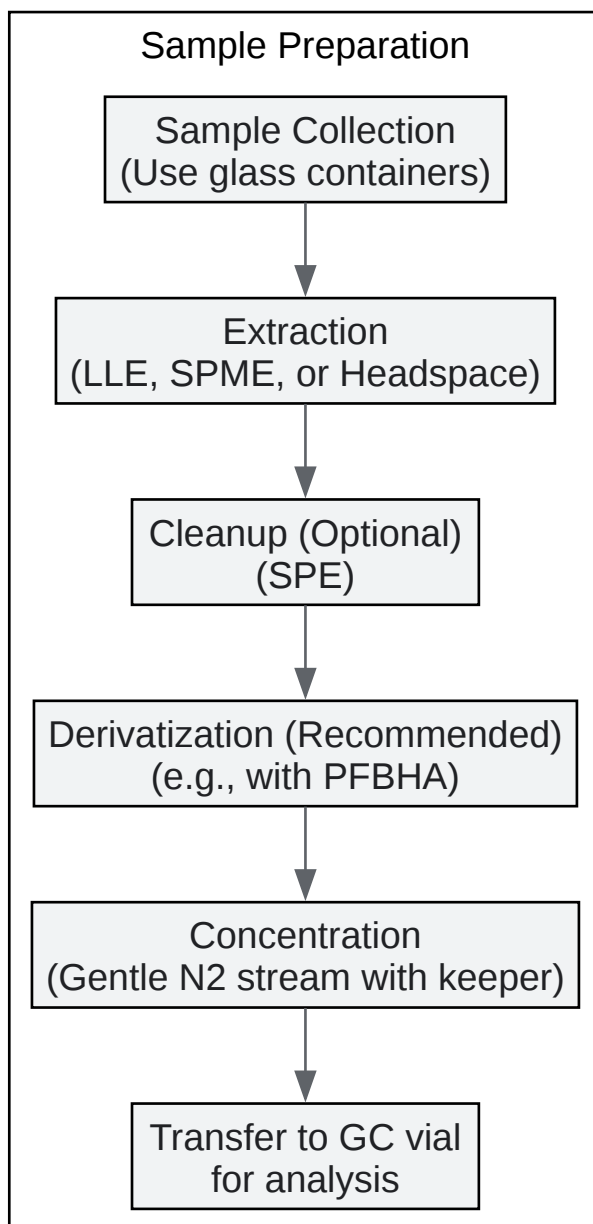 Sample Preparation
Sample Collection
(Use glass containers)
Extraction
(LLE, SPME, or Headspace)
Cleanup (Optional)
(SPE)
Derivatization (Recommended)
(e.g., with PFBHA)
Concentration
(Gentle N2 stream with keeper)
Transfer to GC vial
for analysis